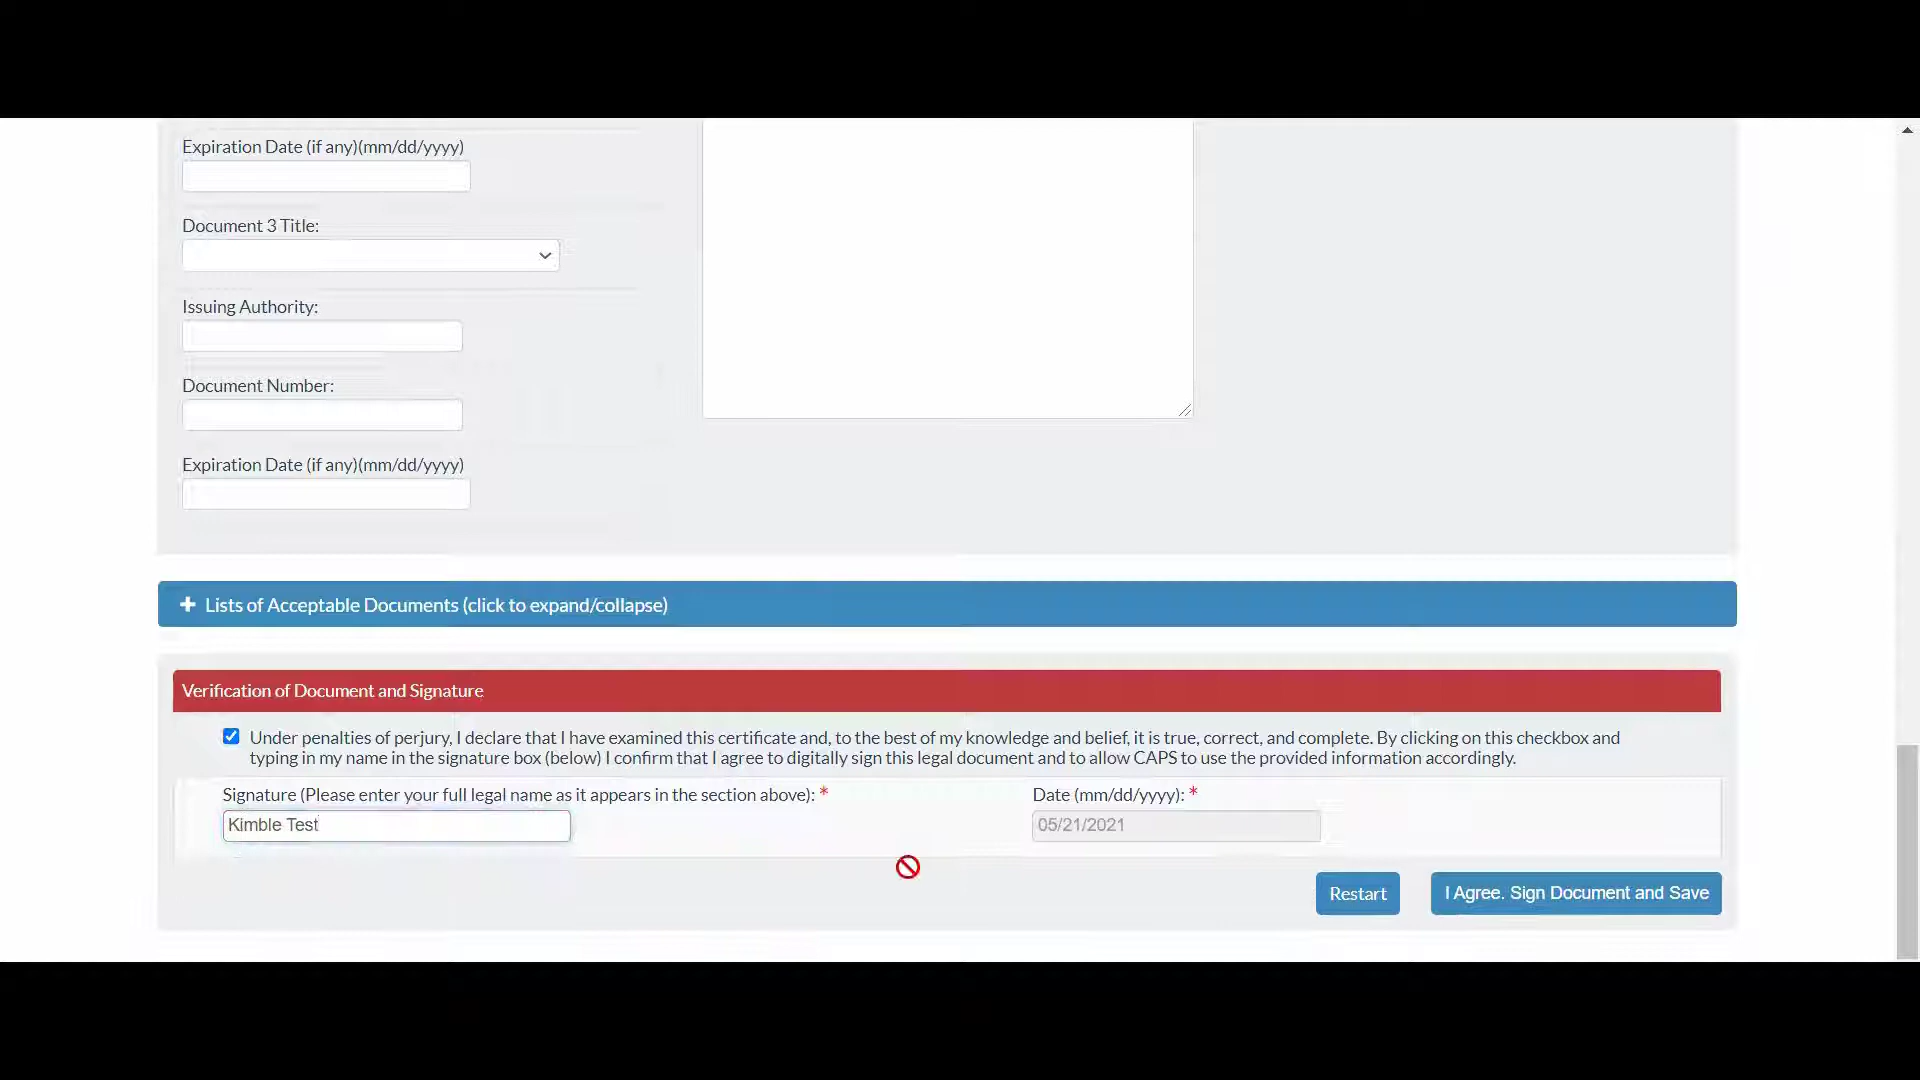 Expiration Date (if any)(mm/dd/yyyy)
Document 3 Title:
Issuing Authority:
Document Number:
Expiration Date (if any)(mm/dd/yyyy)
Lists of Acceptable Documents (click to expand/collapse)
Verification of Document and Signature
Under penalties of perjury, I declare that I have examined this certificate and, to the best of my knowledge and belief, it is true, correct, and complete. By clicking on this checkbox and
typing in my name in the signature box (below) I confirm that I agree to digitally sign this legal document and to allow CAPS to use the provided information accordingly.
Signature (Please enter your full legal name as it appears in the section above): *
Date (mm/dd/yyyy): *
Kimble Test
05/21/2021
Restart
I Agree. Sign Document and Save